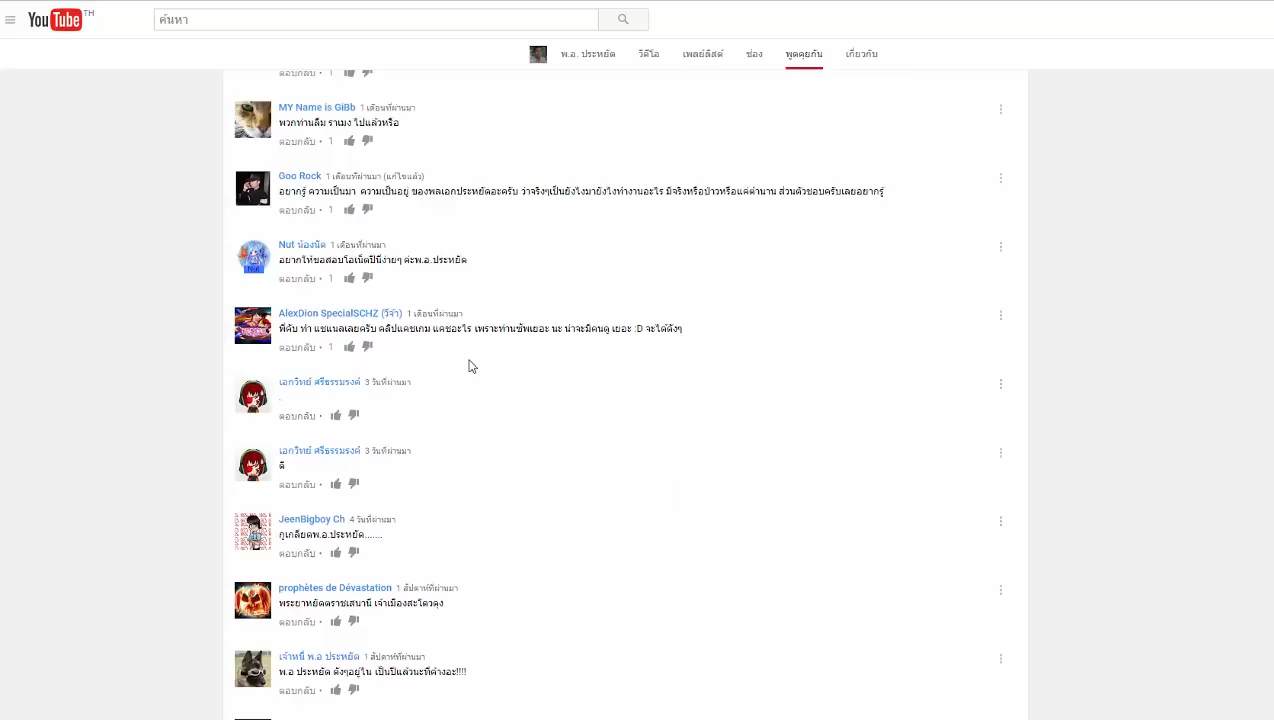 YouTube TH
ค้นหา
พ.อ. ประหยัด วิดีโอ เพลย์ลิสต์ ช่อง พูดคุยกัน เกี่ยวกับ
ตอบกลับ • 1
MY Name is GiBb 1 เดือนที่ผ่านมา
พวกท่านลืม ราเมง ไปแล้วหรือ
ตอบกลับ • 1
Goo Rock 1 เดือนที่ผ่านมา (แก้ไขแล้ว)
อยากรู้ ความเป็นมา ความเป็นอยู่ ของพลเอกประหยัดอะครับ ว่าจริงๆเป็นยังไงมายังไงทำงานอะไร มีจริงหรือป่าวหรือแค่ตำนาน ส่วนตัวชอบครับเลยอยากรู้
ตอบกลับ • 1
Nut น้องนัต 1 เดือนที่ผ่านมา
อยากให้ขอสอบโอเน็ตปีนี้ง่ายๆ ค่ะพ.อ.ประหยัด
ตอบกลับ • 1
AlexDion SpecialSCHZ (วีจ้า) 1 เดือนที่ผ่านมา
พี่คับ ทำ แชแนลเลยครับ คลิปแคชเกม แคชอะไร เพราะท่านซัพเยอะ นะ น่าจะมีคนดู เยอะ :D จะได้ดังๆ
ตอบกลับ • 1
เอกวิทย์ ศรีธรรมรงค์ 3 วันที่ผ่านมา
.
ตอบกลับ •
เอกวิทย์ ศรีธรรมรงค์ 3 วันที่ผ่านมา
ดี
ตอบกลับ •
JeenBigboy Ch 4 วันที่ผ่านมา
กูเกลียดพ.อ.ประหยัด.......
ตอบกลับ •
prophètes de Dévastation 1 สัปดาห์ที่ผ่านมา
พระยาหยัดตราชเสนานี เจ้าเมืองสะโตวตุง
ตอบกลับ •
เจ้าหนี้ พ.อ ประหยัด 1 สัปดาห์ที่ผ่านมา
พ.อ ประหยัด ตังๆอยู่ไน เป็นปีแล้วนะที่ค้างอะ!!!!
ตอบกลับ •